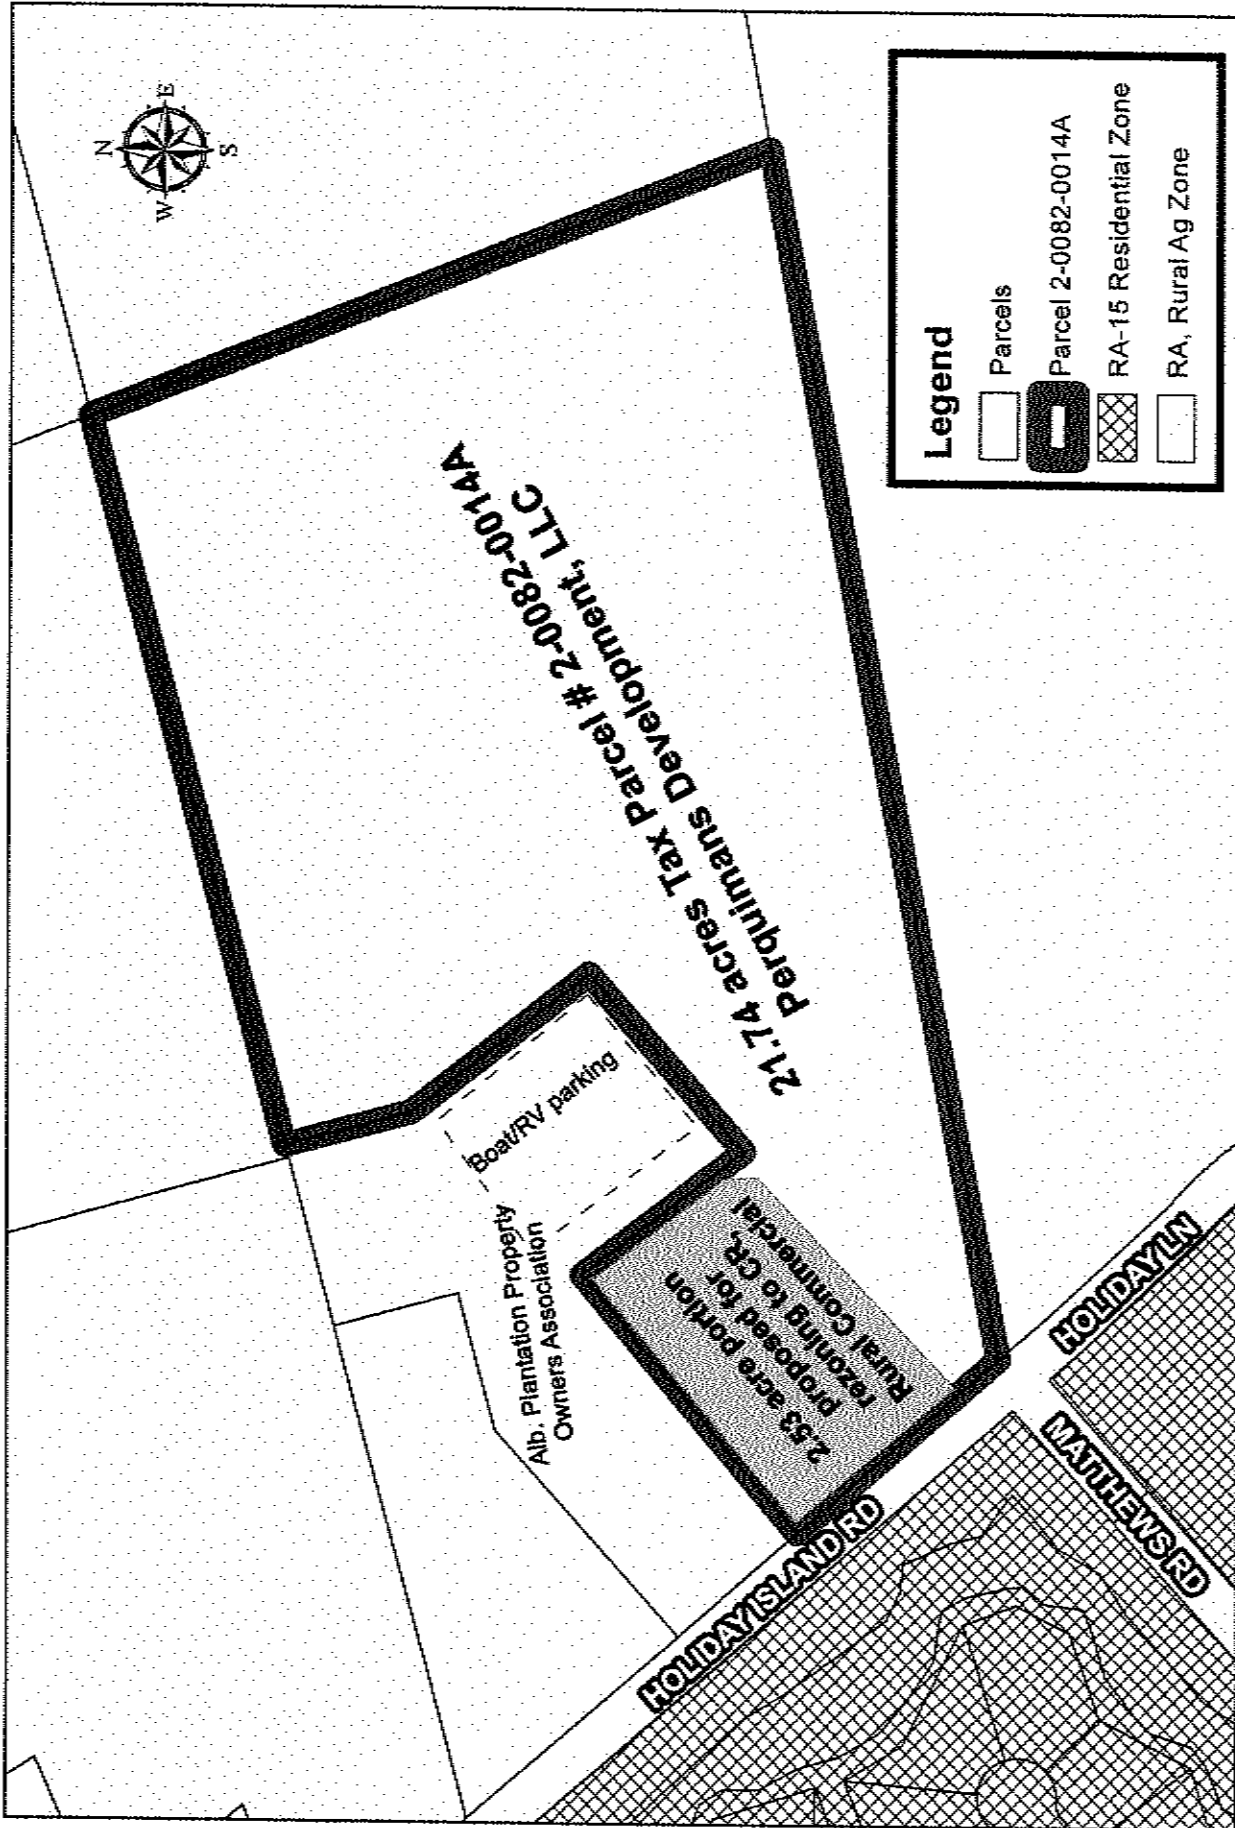 N
W
E
S
21.74 acres Tax Parcel # 2-0082-0014A
Perquimans Development, LLC
Boat/RV parking
Alb. Plantation Property
Owners Association
2.53 acre portion
proposed for
rezoning to CR,
Rural Commercial
HOLIDAY ISLAND RD
HOLIDAY LN
MATTHEWS RD
Legend
Parcels
Parcel 2-0082-0014A
RA-15 Residential Zone
RA, Rural Ag Zone